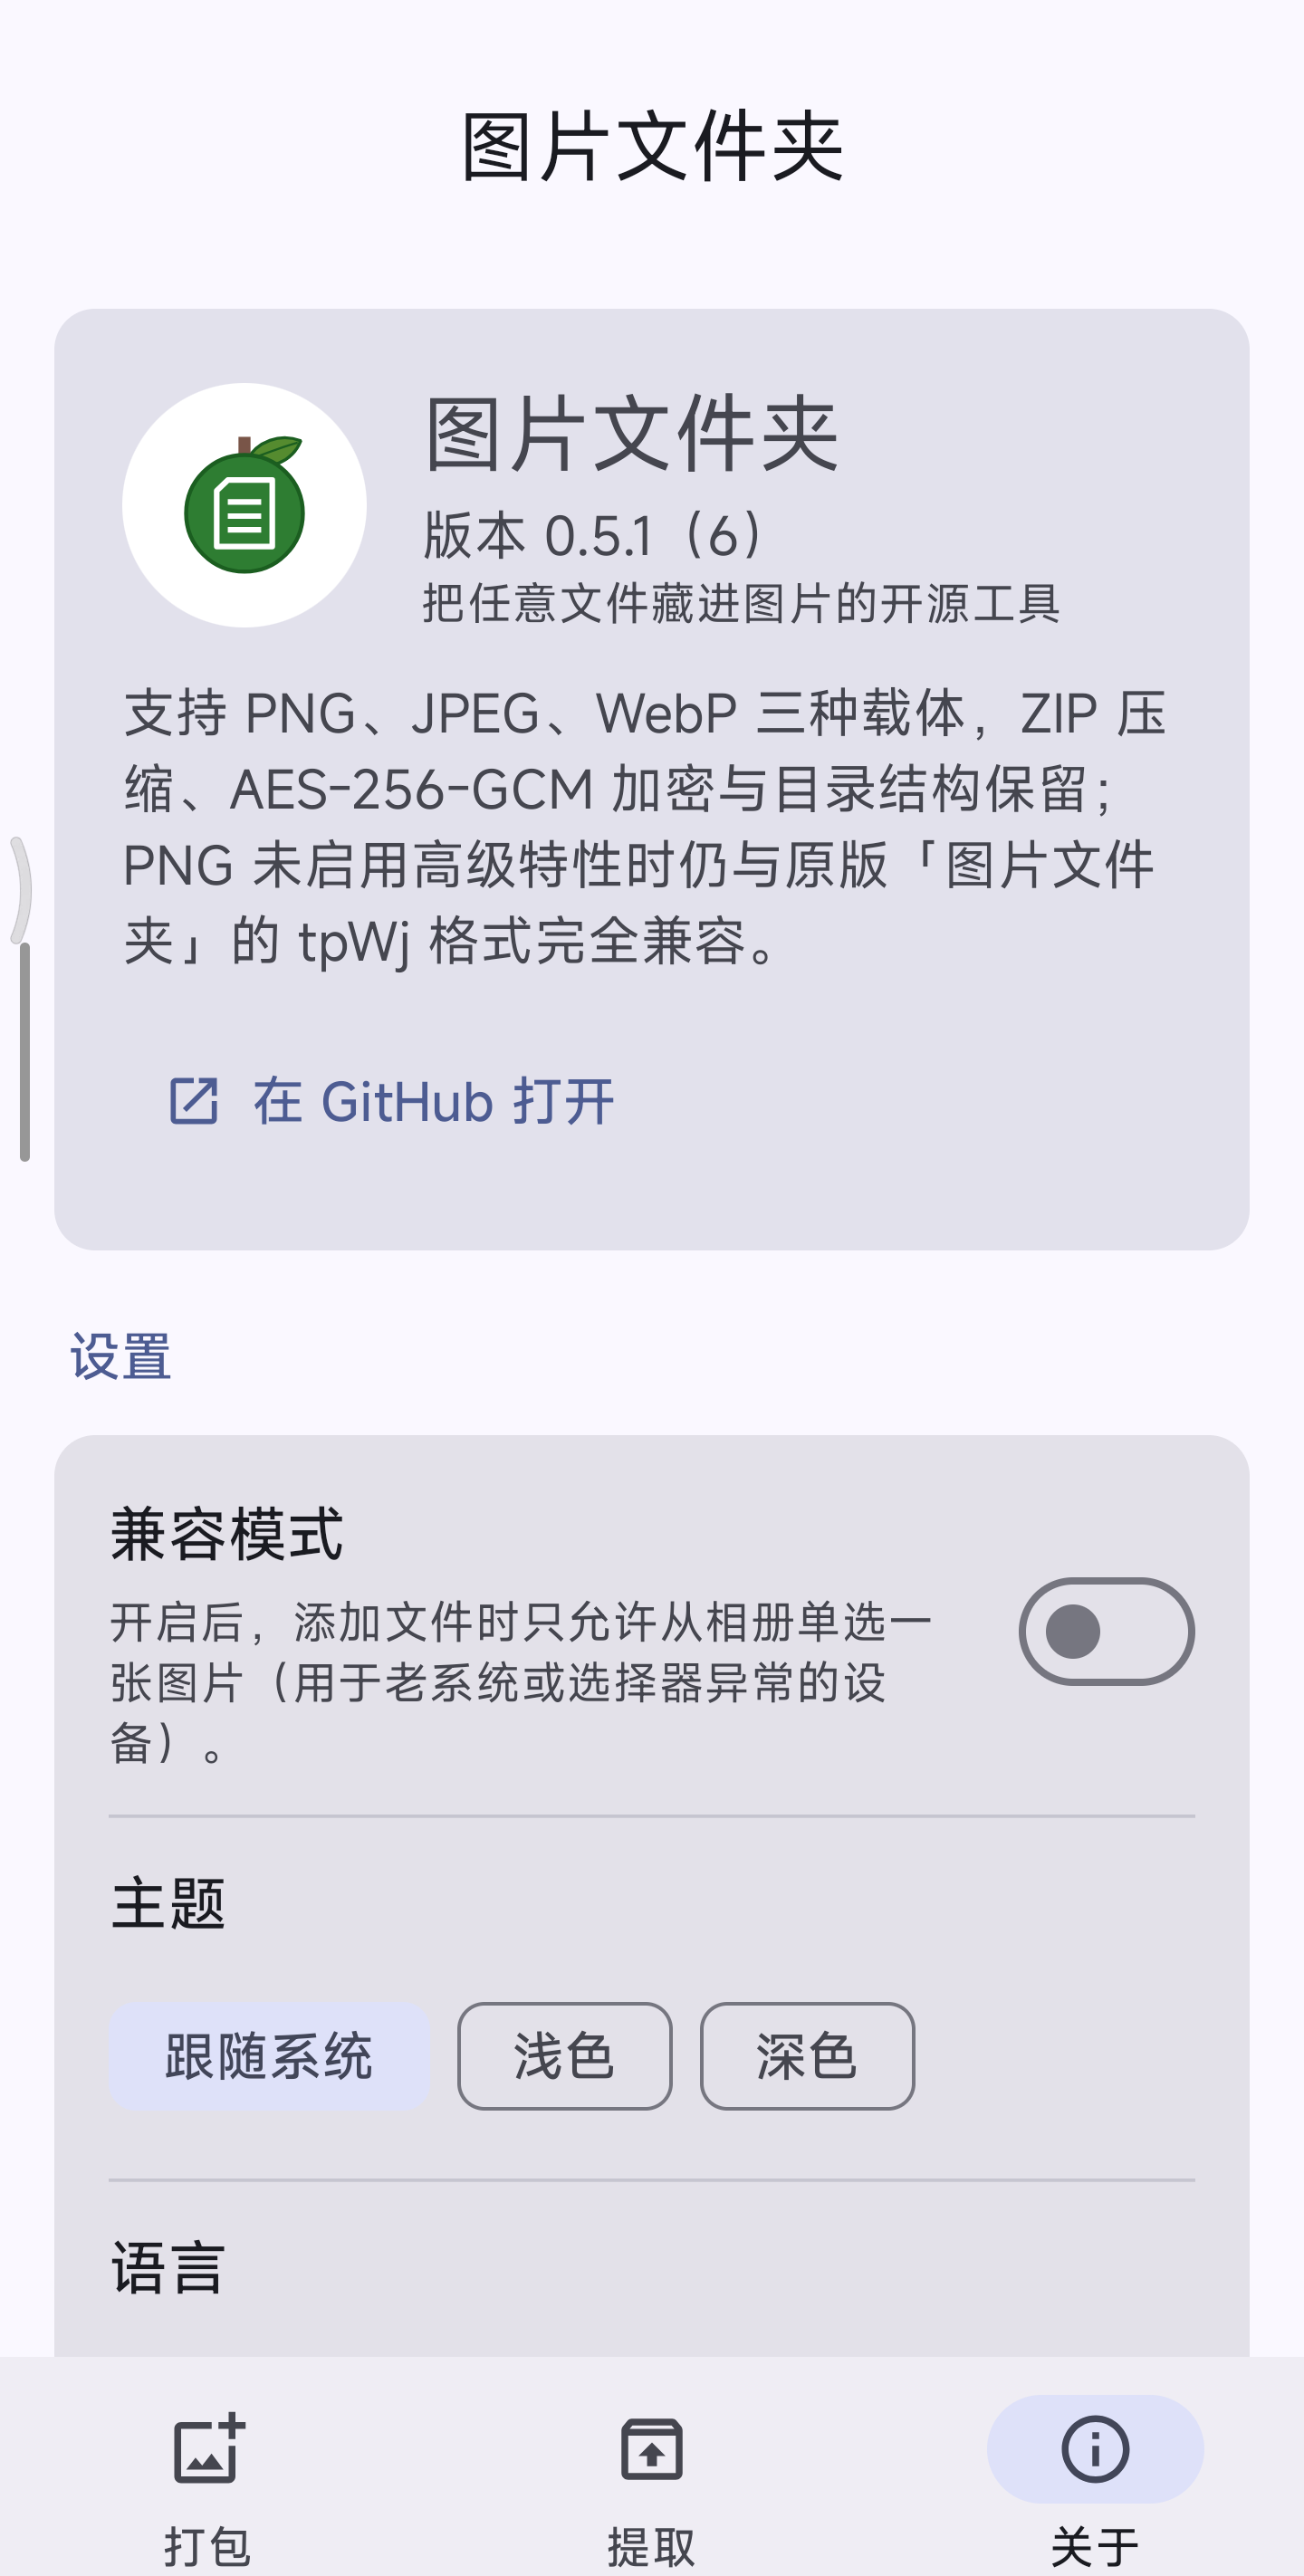 图片文件夹
图片文件夹
版本 0.5.1（6）
把任意文件藏进图片的开源工具
支持 PNG、JPEG、WebP 三种载体，ZIP 压
缩、AES-256-GCM 加密与目录结构保留；
PNG 未启用高级特性时仍与原版「图片文件
夹」的 tpWj 格式完全兼容。
在 GitHub 打开
设置
兼容模式
开启后，添加文件时只允许从相册单选一
张图片（用于老系统或选择器异常的设
备）。
主题
跟随系统 浅色 深色
语言
打包 提取 关于